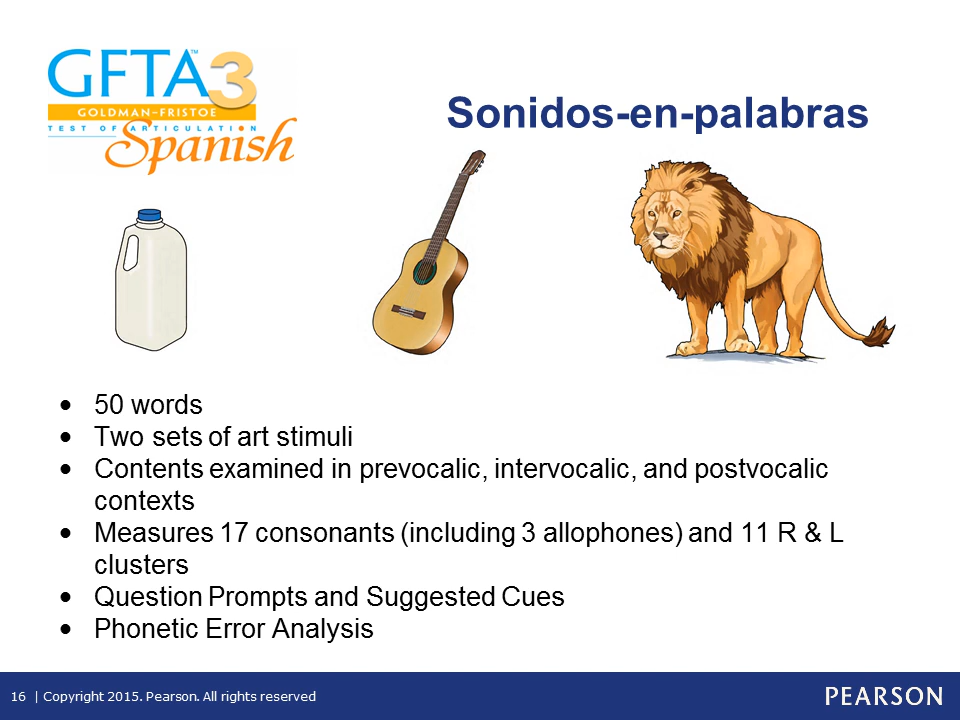 GFTA™3
GOLDMAN-FRISTOE
TEST OF ARTICULATION
Spanish
Sonidos-en-palabras
• 50 words
• Two sets of art stimuli
• Contents examined in prevocalic, intervocalic, and postvocalic
contexts
• Measures 17 consonants (including 3 allophones) and 11 R & L
clusters
• Question Prompts and Suggested Cues
• Phonetic Error Analysis
16 | Copyright 2015. Pearson. All rights reserved
PEARSON